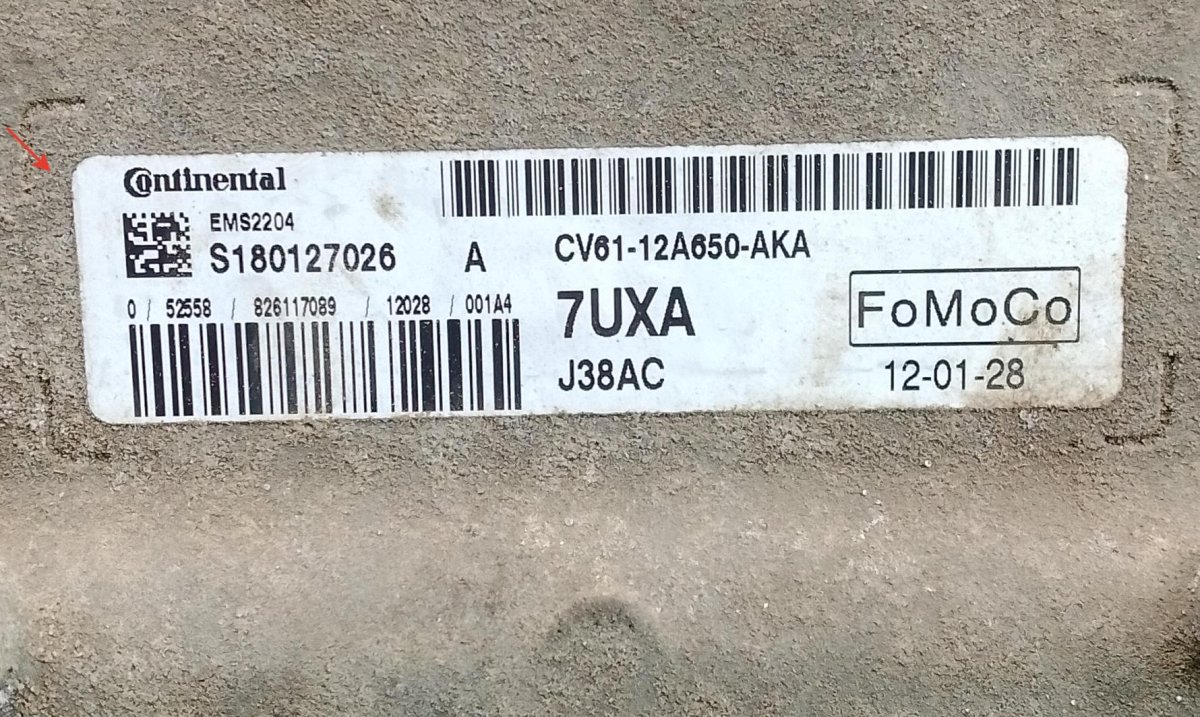 Continental
EMS2204
S180127026 A
0 / 52558 / 826117089 / 12028 / 001A4
CV61-12A650-AKA
7UXA
J38AC
FoMoCo
12-01-28